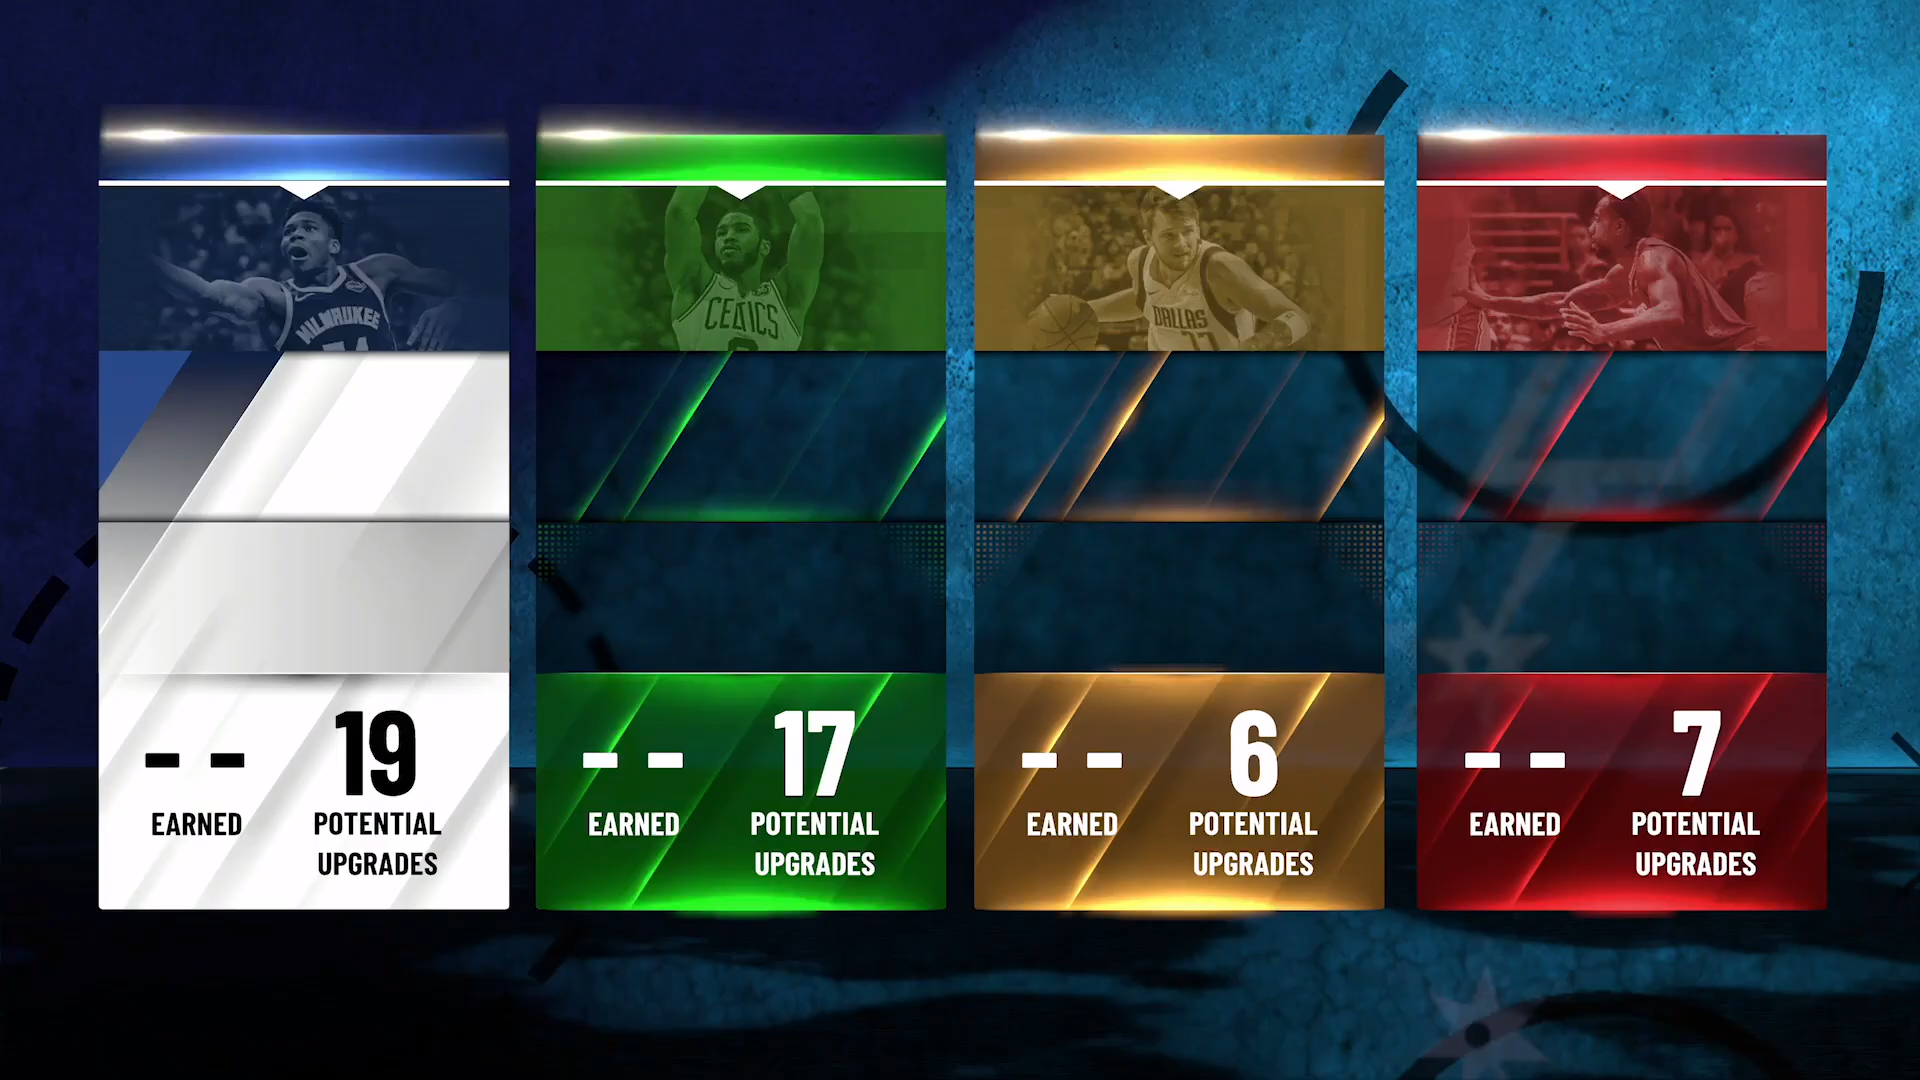 MILWAUKEE
CELTICS
DALLAS
-- 19
EARNED POTENTIAL
UPGRADES
-- 17
EARNED POTENTIAL
UPGRADES
-- 6
EARNED POTENTIAL
UPGRADES
-- 7
EARNED POTENTIAL
UPGRADES